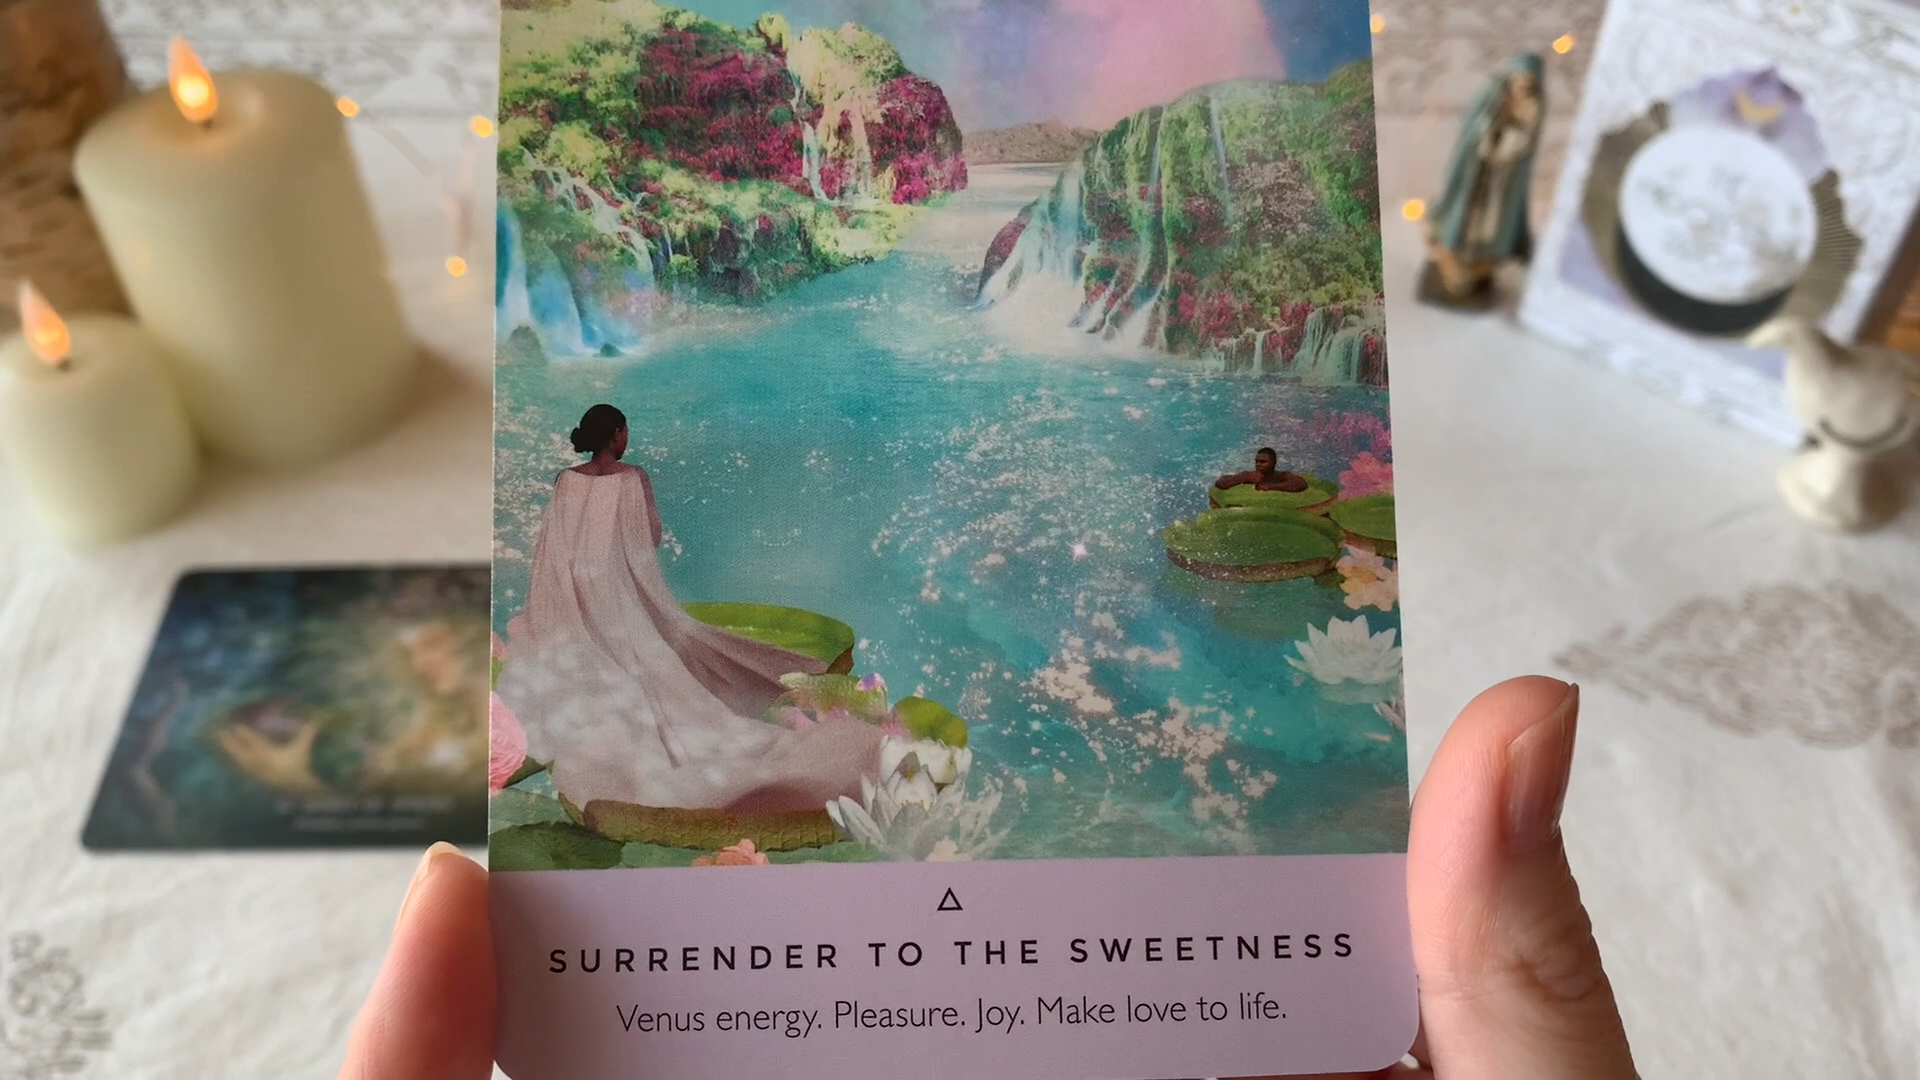 SURRENDER TO THE SWEETNESS
Venus energy. Pleasure. Joy. Make love to life.